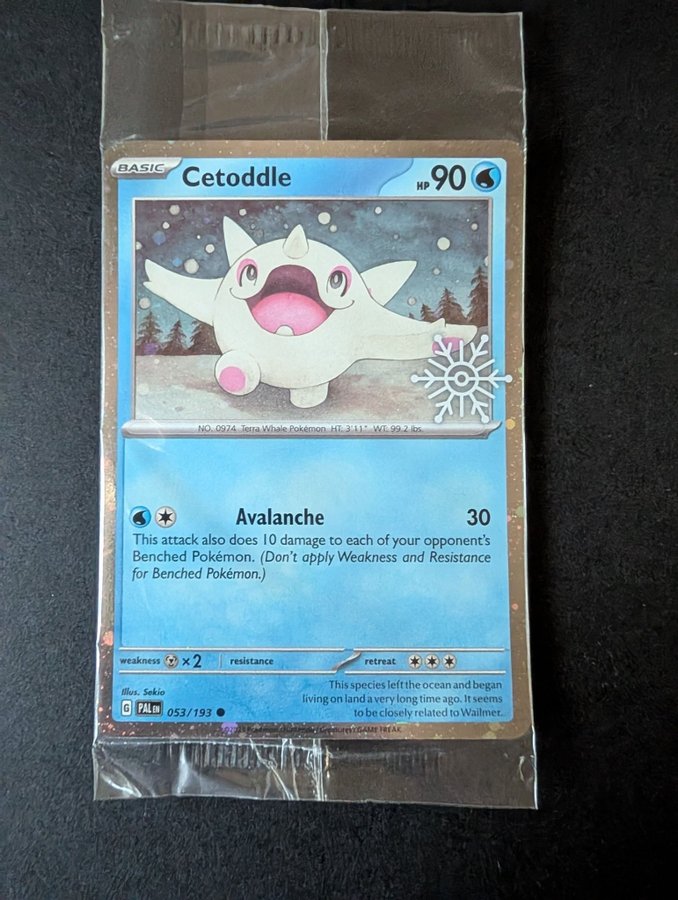 BASIC Cetoddle HP 90
NO. 0974 Terra Whale Pokémon HT: 3'11" WT: 99.2 lbs.
Avalanche 30
This attack also does 10 damage to each of your opponent's
Benched Pokémon. (Don't apply Weakness and Resistance
for Benched Pokémon.)
weakness ×2 resistance retreat
Illus. Sekio
G PAL EN 053/193
This species left the ocean and began
living on land a very long time ago. It seems
to be closely related to Wailmer.
GAME FREAK